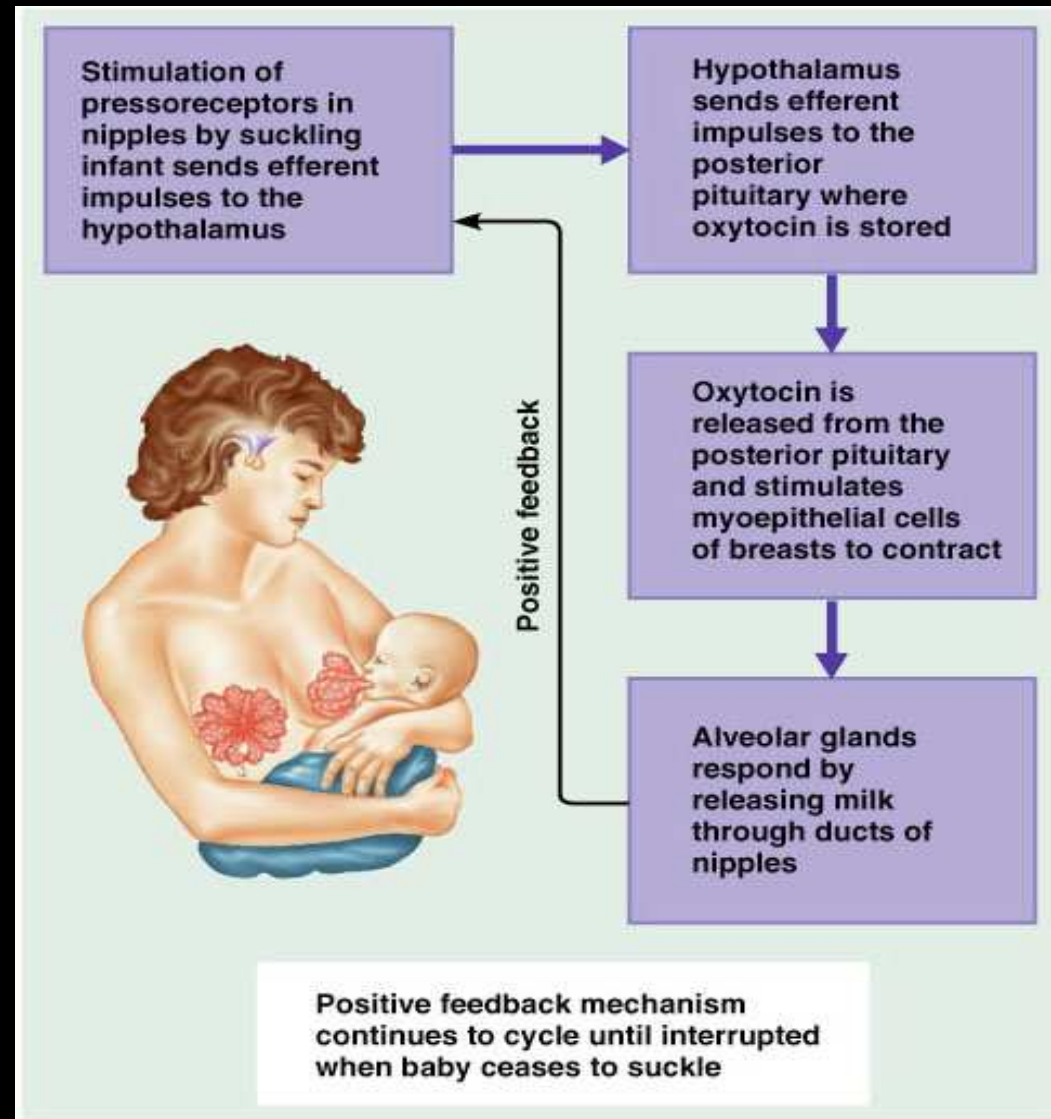 Stimulation of
pressoreceptors in
nipples by suckling
infant sends efferent
impulses to the
hypothalamus
Hypothalamus
sends efferent
impulses to the
posterior
pituitary where
oxytocin is stored
Oxytocin is
released from the
posterior pituitary
and stimulates
myoepithelial cells
of breasts to contract
Positive feedback
Alveolar glands
respond by
releasing milk
through ducts of
nipples
Positive feedback mechanism
continues to cycle until interrupted
when baby ceases to suckle